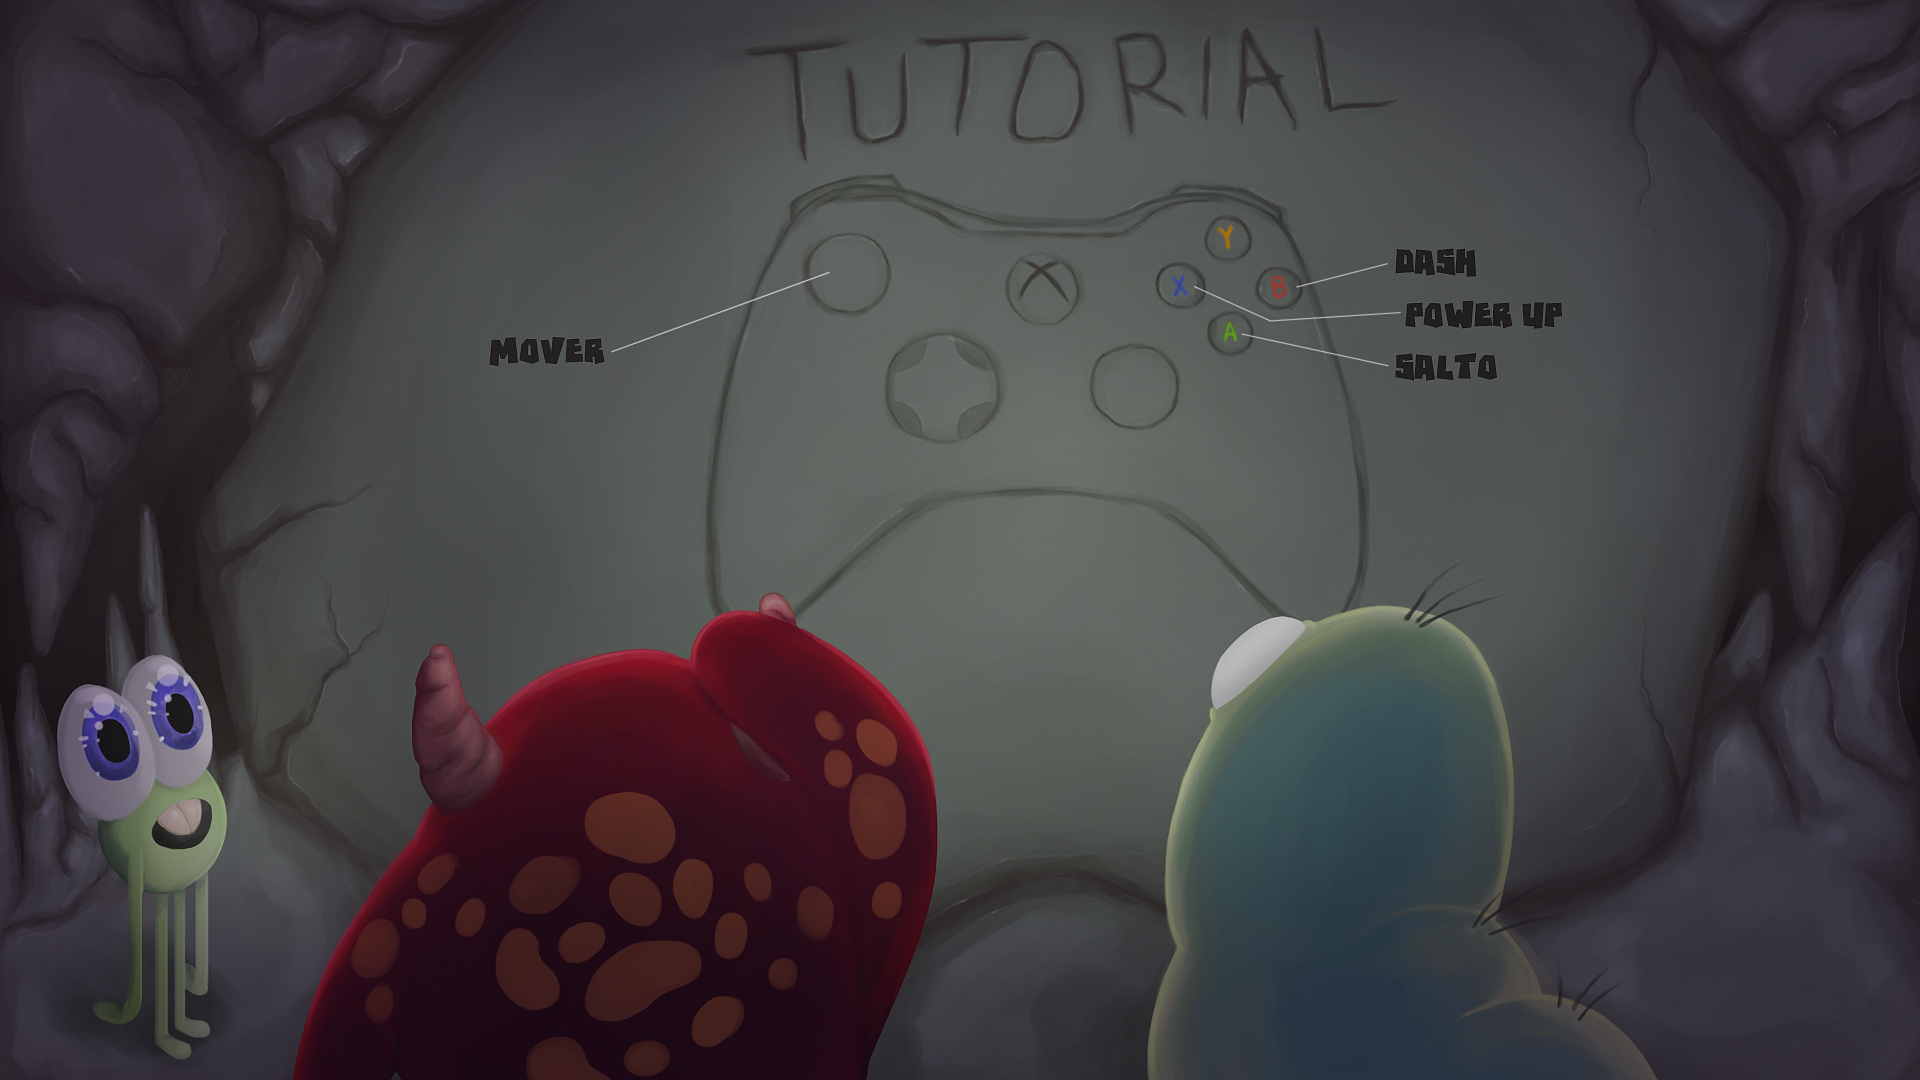 TUTORIAL
Y
X
B
A
DASH
POWER UP
SALTO
MOVER